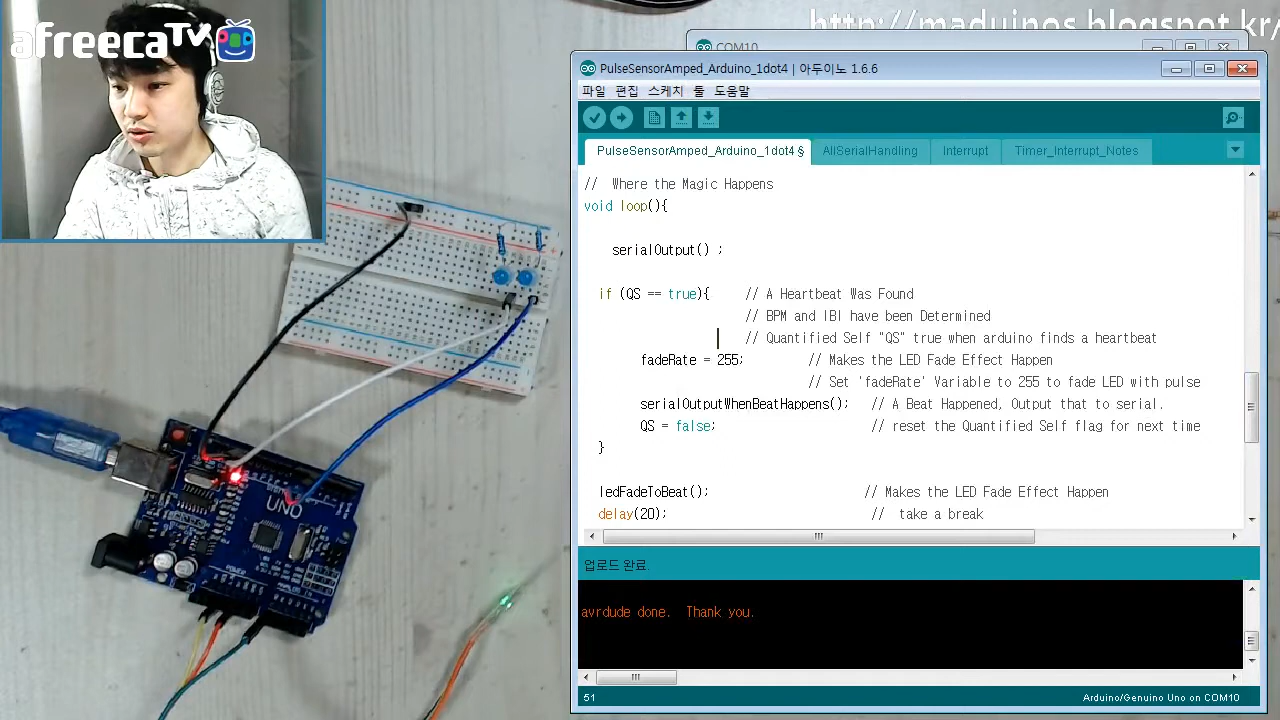 afreecaTV
http://maduinos.blogspot.kr/
COM10
PulseSensorAmped_Arduino_1dot4 | 아두이노 1.6.6
파일 편집 스케치 툴 도움말
PulseSensorAmped_Arduino_1dot4 § AllSerialHandling Interrupt Timer_Interrupt_Notes
// Where the Magic Happens
void loop(){
serialOutput() ;
if (QS == true){ // A Heartbeat Was Found
// BPM and IBI have been Determined
// Quantified Self "QS" true when arduino finds a heartbeat
fadeRate = 255; // Makes the LED Fade Effect Happen
// Set 'fadeRate' Variable to 255 to fade LED with pulse
serialOutputWhenBeatHappens(); // A Beat Happened, Output that to serial.
QS = false; // reset the Quantified Self flag for next time
}
ledFadeToBeat(); // Makes the LED Fade Effect Happen
delay(20); // take a break
업로드 완료.
avrdude done. Thank you.
51
Arduino/Genuino Uno on COM10
UNO